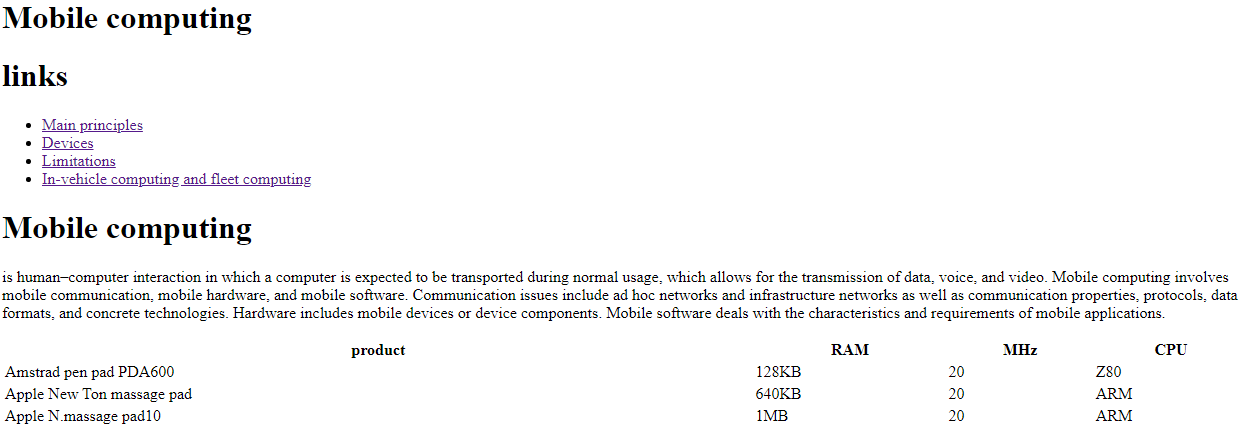 Mobile computing
links
Main principles
Devices
Limitations
In-vehicle computing and fleet computing
Mobile computing
is human–computer interaction in which a computer is expected to be transported during normal usage, which allows for the transmission of data, voice, and video. Mobile computing involves
mobile communication, mobile hardware, and mobile software. Communication issues include ad hoc networks and infrastructure networks as well as communication properties, protocols, data
formats, and concrete technologies. Hardware includes mobile devices or device components. Mobile software deals with the characteristics and requirements of mobile applications.
product RAM MHz CPU
Amstrad pen pad PDA600 128KB 20 Z80
Apple New Ton massage pad 640KB 20 ARM
Apple N.massage pad10 1MB 20 ARM